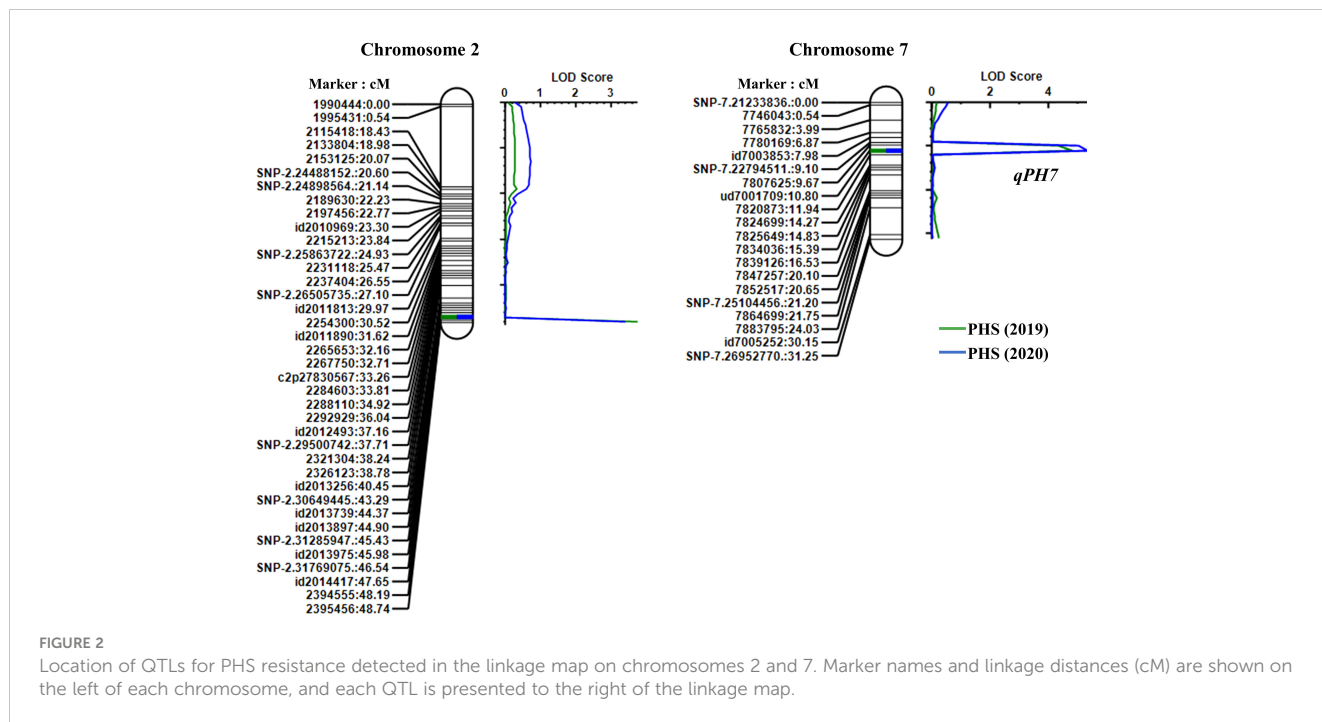 Chromosome 2
Marker : cM
LOD Score
0 1 2 3
1990444:0.00
1995431:0.54
2115418:18.43
2133804:18.98
2153125:20.07
SNP-2.24488152.:20.60
SNP-2.24898564.:21.14
2189630:22.23
2197456:22.77
id2010969:23.30
2215213:23.84
SNP-2.25863722.:24.93
2231118:25.47
2237404:26.55
SNP-2.26505735.:27.10
id2011813:29.97
2254300:30.52
id2011890:31.62
2265653:32.16
2267750:32.71
c2p27830567:33.26
2284603:33.81
2288110:34.92
2292929:36.04
id2012493:37.16
SNP-2.29500742.:37.71
2321304:38.24
2326123:38.78
id2013256:40.45
SNP-2.30649445.:43.29
id2013739:44.37
id2013897:44.90
SNP-2.31285947.:45.43
id2013975:45.98
SNP-2.31769075.:46.54
id2014417:47.65
2394555:48.19
2395456:48.74
Chromosome 7
Marker : cM
LOD Score
0 2 4
SNP-7.21233836.:0.00
7746043:0.54
7765832:3.99
7780169:6.87
id7003853:7.98
SNP-7.22794511.:9.10
7807625:9.67
ud7001709:10.80
7820873:11.94
7824699:14.27
7825649:14.83
7834036:15.39
7839126:16.53
7847257:20.10
7852517:20.65
SNP-7.25104456.:21.20
7864699:21.75
7883795:24.03
id7005252:30.15
SNP-7.26952770.:31.25
qPH7
PHS (2019)
PHS (2020)
FIGURE 2
Location of QTLs for PHS resistance detected in the linkage map on chromosomes 2 and 7. Marker names and linkage distances (cM) are shown on
the left of each chromosome, and each QTL is presented to the right of the linkage map.